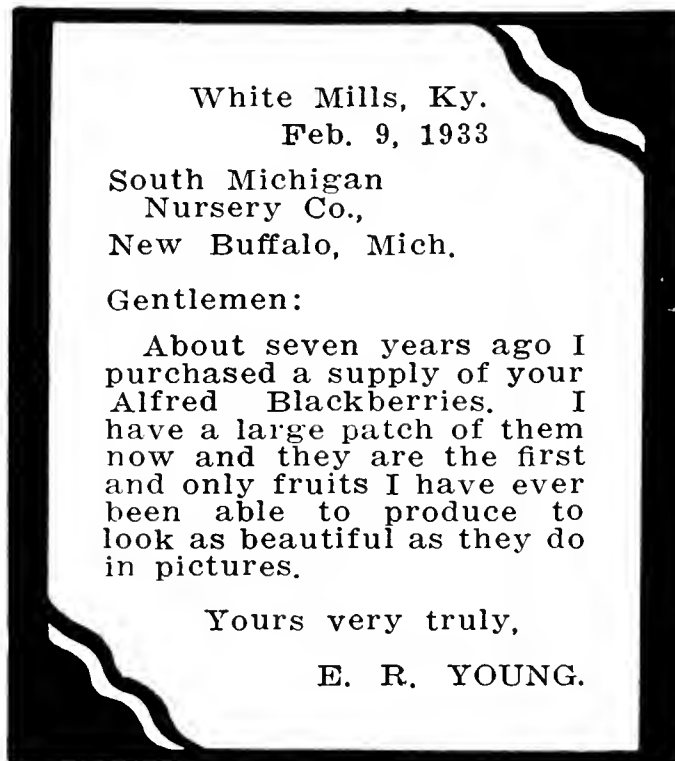 White Mills, Ky.
Feb. 9, 1933
South Michigan
Nursery Co.,
New Buffalo, Mich.
Gentlemen:
About seven years ago I
purchased a supply of your
Alfred Blackberries. I
have a large patch of them
now and they are the first
and only fruits I have ever
been able to produce to
look as beautiful as they do
in pictures.
Yours very truly,
E. R. YOUNG.